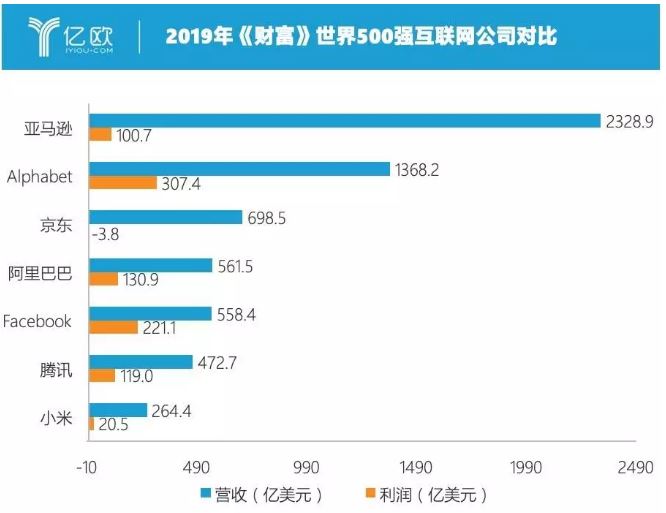 亿欧
IYIOU·COM
2019年《财富》世界500强互联网公司对比
亚马逊
2328.9
100.7
Alphabet
1368.2
307.4
京东
698.5
-3.8
阿里巴巴
561.5
130.9
Facebook
558.4
221.1
腾讯
472.7
119.0
小米
264.4
20.5
-10 490 990 1490 1990 2490
营收（亿美元） 利润（亿美元）